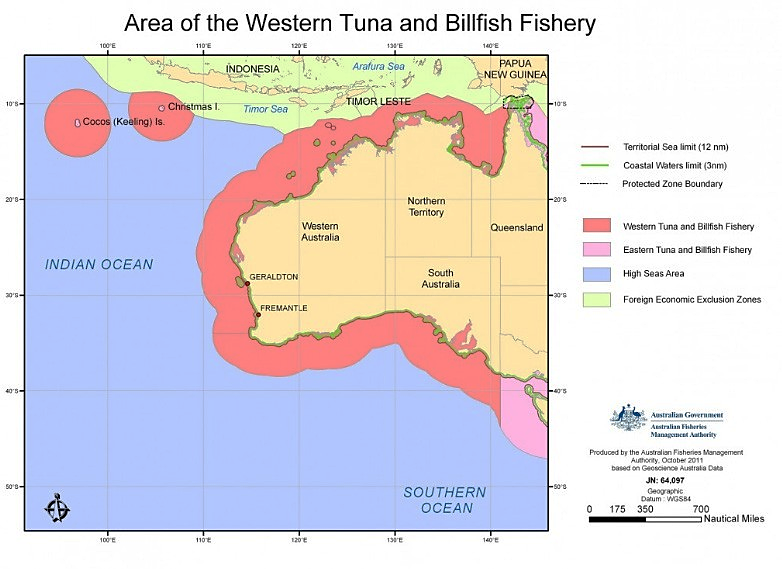 Area of the Western Tuna and Billfish Fishery
100°E
110°E
120°E
130°E
140°E
INDONESIA
Arafura Sea
PAPUA
NEW GUINEA
10°S
10°S
Christmas I.
TIMOR LESTE
Timor Sea
Cocos (Keeling) Is.
Territorial Sea limit (12 nm)
Coastal Waters limit (3nm)
Protected Zone Boundary
20°S
20°S
Northern
Territory
Western
Australia
Queensland
Western Tuna and Billfish Fishery
Eastern Tuna and Billfish Fishery
High Seas Area
Foreign Economic Exclusion Zones
INDIAN OCEAN
South
Australia
GERALDTON
30°S
30°S
FREMANTLE
40°S
40°S
Australian Government
Australian Fisheries
Management Authority
Produced by the Australian Fisheries Management
Authority, October 2011
based on Geoscience Australia Data
JN: 64,097
Geographic
Datum : WGS84
50°S
50°S
SOUTHERN
OCEAN
0 175 350 700
Nautical Miles
100°E
110°E
120°E
130°E
140°E